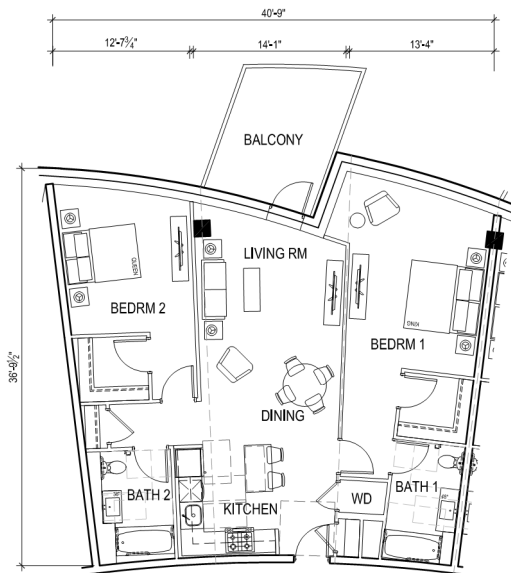 40'-9"
12'-7¾" 14'-1" 13'-4"
BALCONY
LIVING RM
QUEEN
BEDRM 2
KING
BEDRM 1
36'-9½"
DINING
BATH 2
KITCHEN
WD
BATH 1